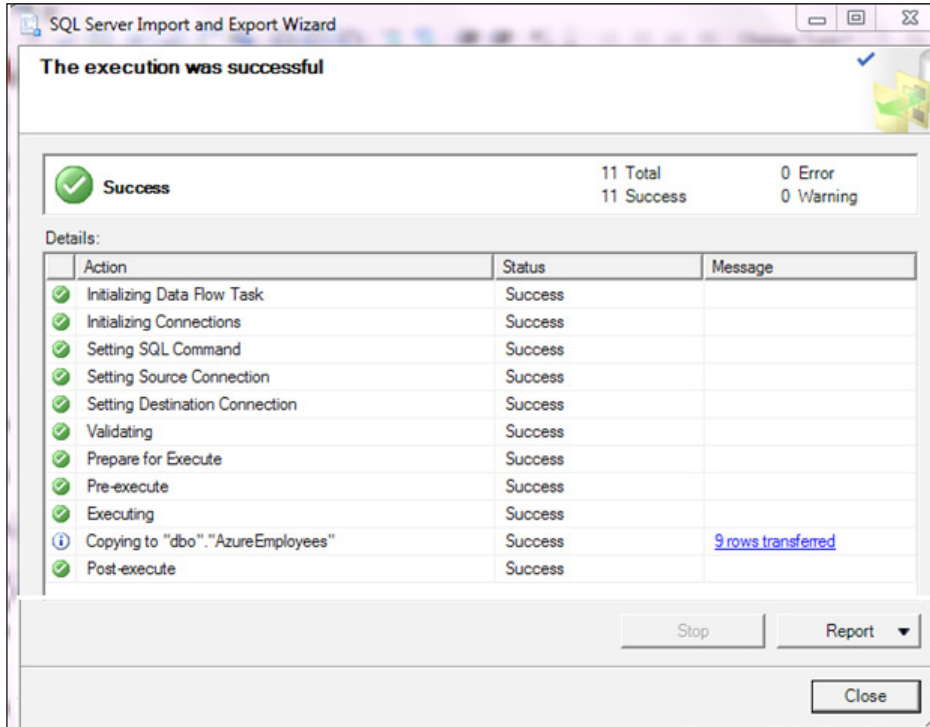 SQL Server Import and Export Wizard
The execution was successful
Success
11 Total
0 Error
11 Success
0 Warning
Details:
Action Status Message
Initializing Data Flow Task Success
Initializing Connections Success
Setting SQL Command Success
Setting Source Connection Success
Setting Destination Connection Success
Validating Success
Prepare for Execute Success
Pre-execute Success
Executing Success
Copying to "dbo"."AzureEmployees" Success 9 rows transferred
Post-execute Success
Stop Report
Close